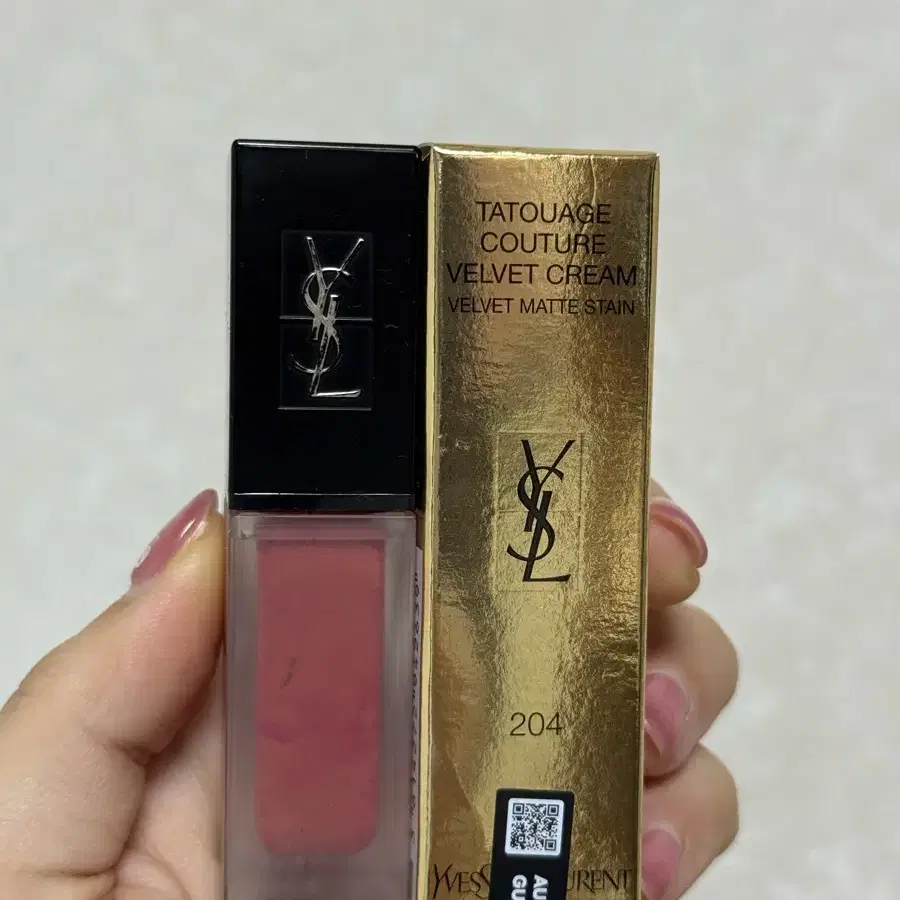 YSL
TATOUAGE
COUTURE
VELVET CREAM
VELVET MATTE STAIN
YSL
204
AU
GU